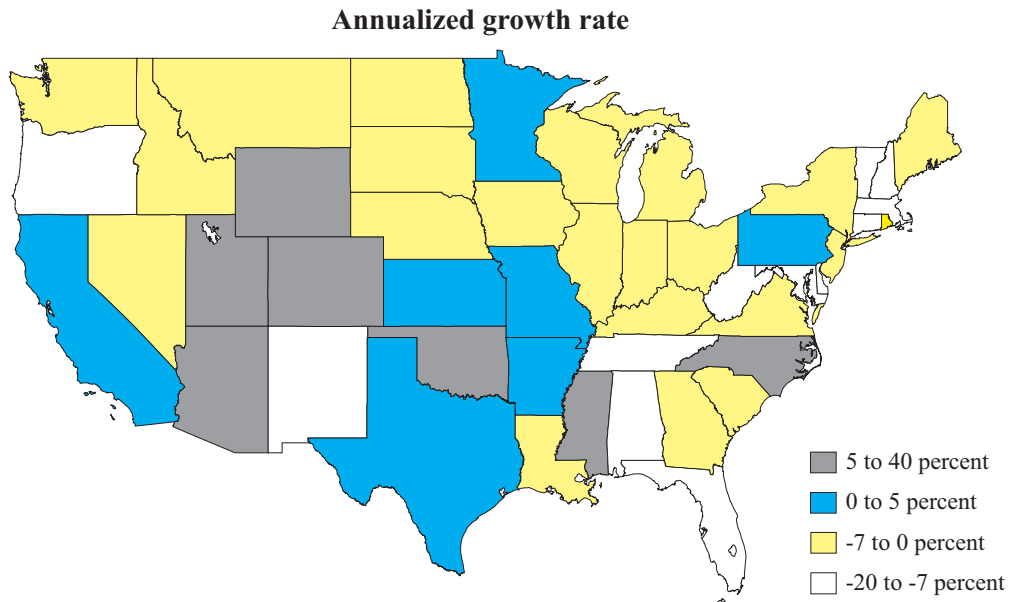 Annualized growth rate
5 to 40 percent
0 to 5 percent
-7 to 0 percent
-20 to -7 percent